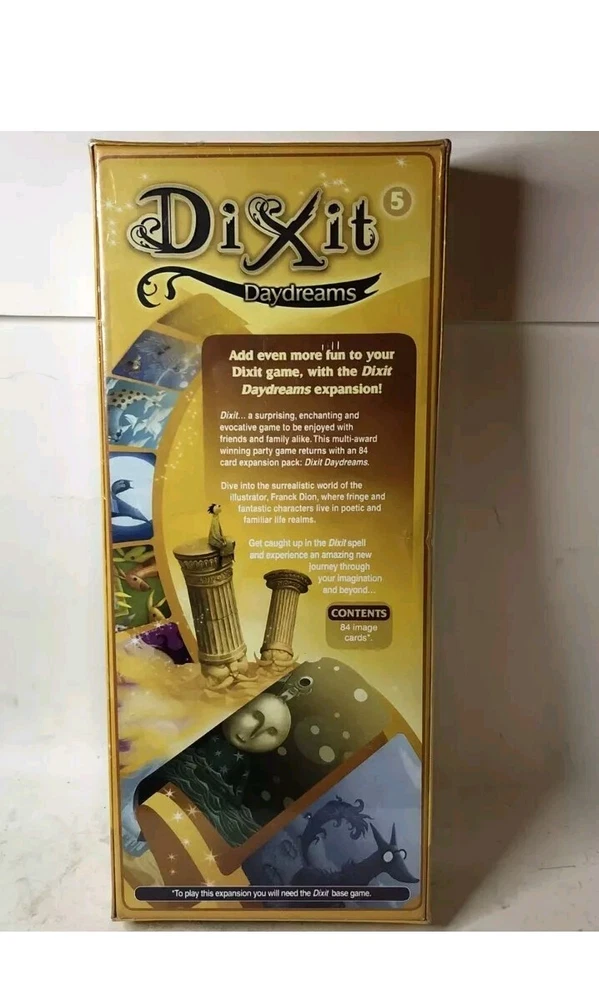 DiXit 5
Daydreams
Add even more fun to your
Dixit game, with the Dixit
Daydreams expansion!
Dixit... a surprising, enchanting and
evocative game to be enjoyed with
friends and family alike. This multi-award
winning party game returns with an 84
card expansion pack: Dixit Daydreams.
Dive into the surrealistic world of the
illustrator, Franck Dion, where fringe and
fantastic characters live in poetic and
familiar life realms.
Get caught up in the Dixit spell
and experience an amazing new
journey through
your imagination
and beyond...
CONTENTS
84 image
cards*.
*To play this expansion you will need the Dixit base game.